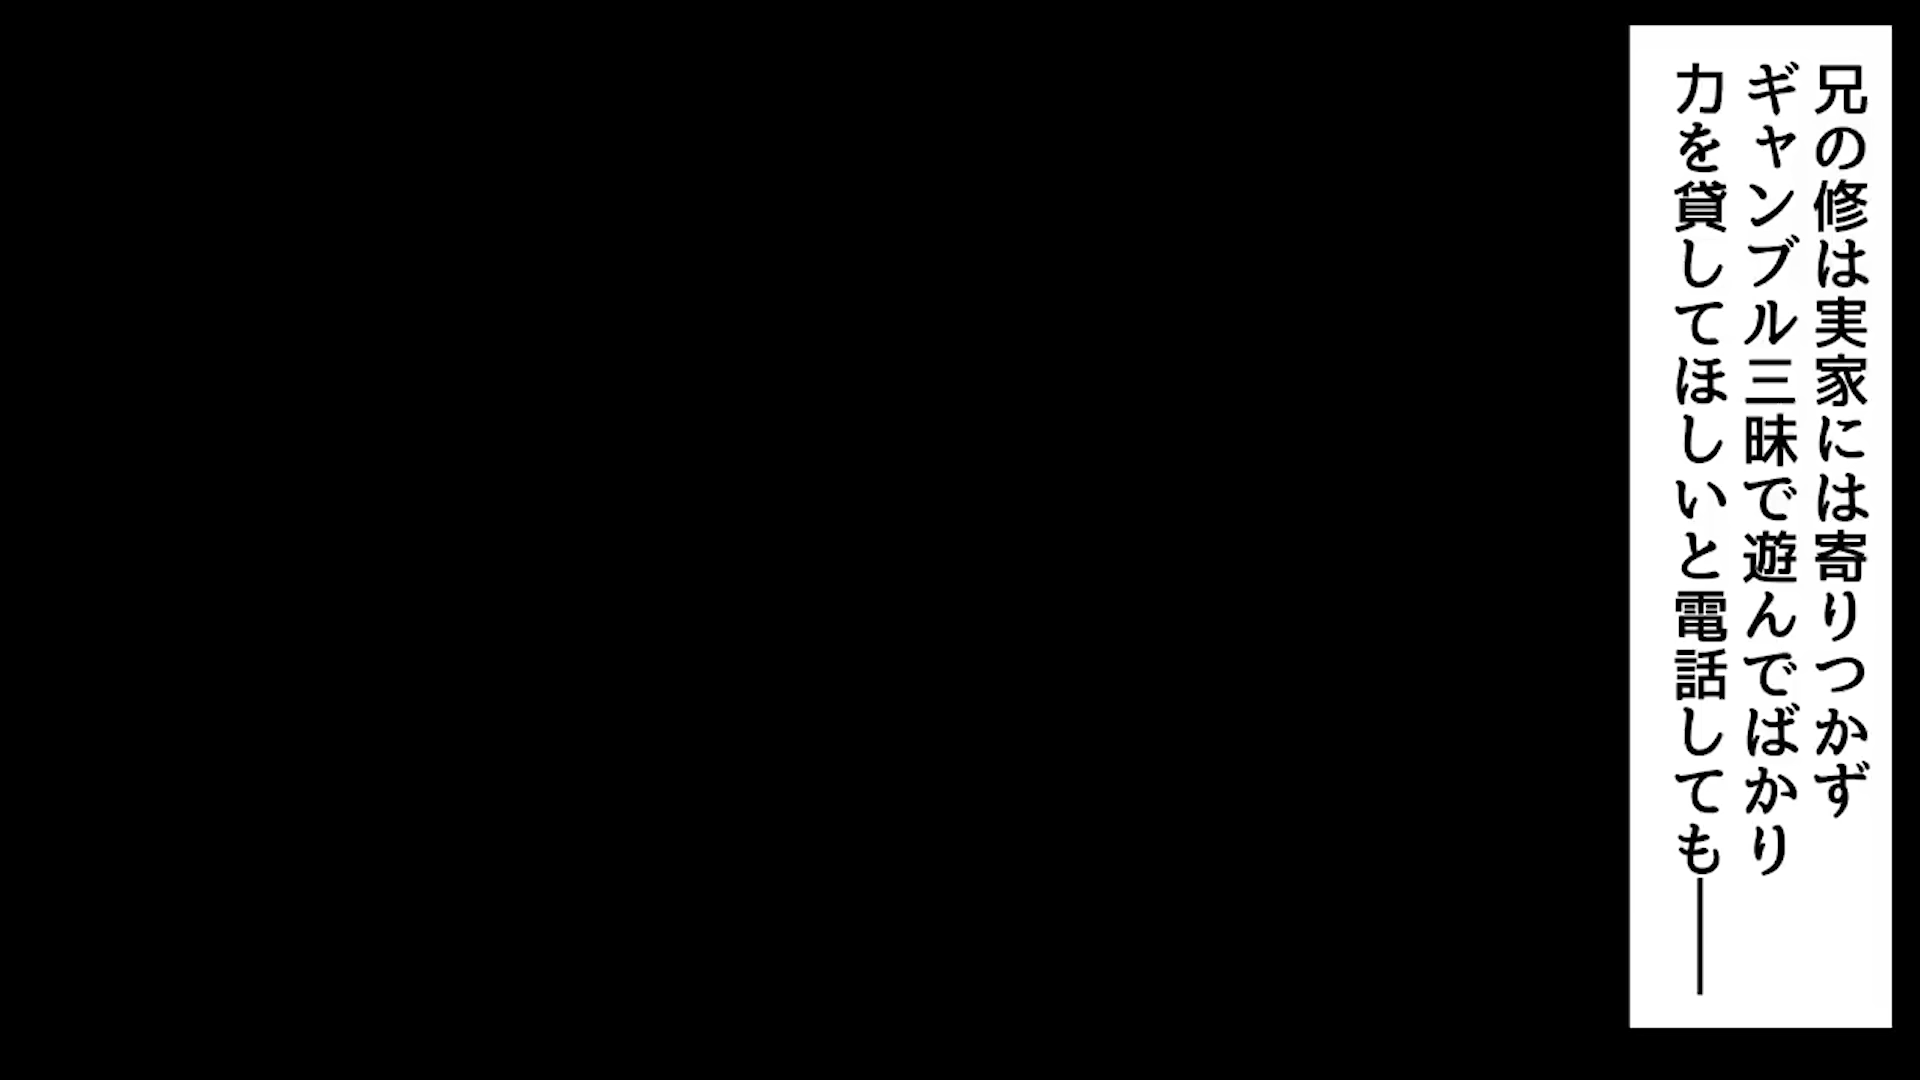 兄の修は実家には寄りつかず
ギャンブル三昧で遊んでばかり
力を貸してほしいと電話しても――